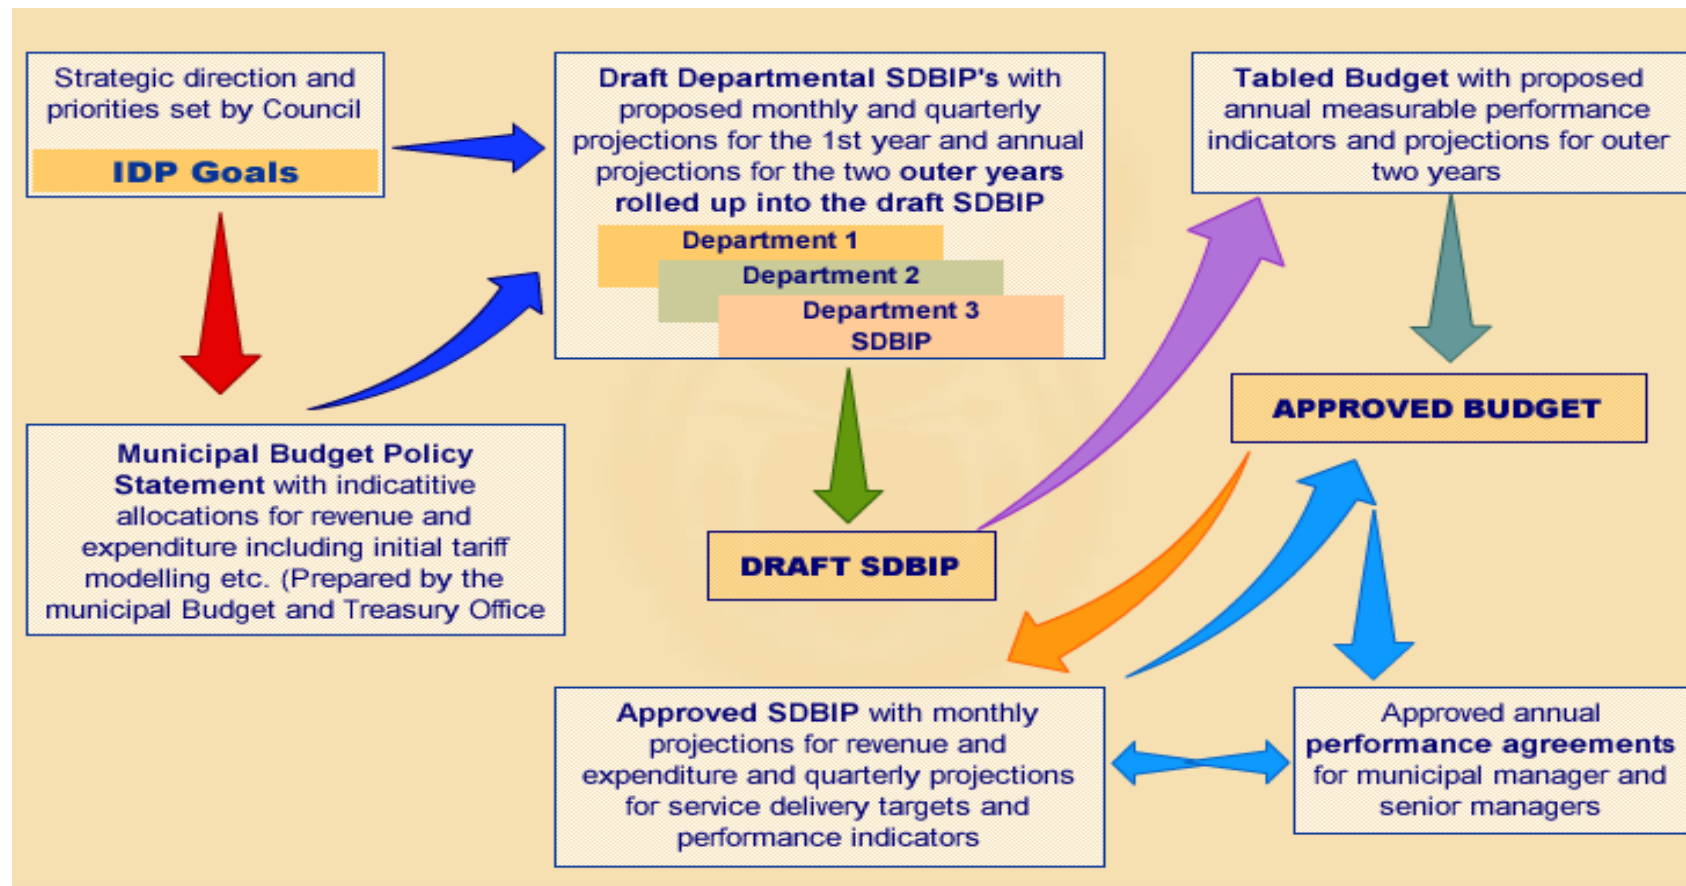 Strategic direction and
priorities set by Council
IDP Goals
Municipal Budget Policy
Statement with indicatitive
allocations for revenue and
expenditure including initial tariff
modelling etc. (Prepared by the
municipal Budget and Treasury Office
Draft Departmental SDBIP's with
proposed monthly and quarterly
projections for the 1st year and annual
projections for the two outer years
rolled up into the draft SDBIP
Department 1
Department 2
Department 3
SDBIP
DRAFT SDBIP
Tabled Budget with proposed
annual measurable performance
indicators and projections for outer
two years
APPROVED BUDGET
Approved SDBIP with monthly
projections for revenue and
expenditure and quarterly projections
for service delivery targets and
performance indicators
Approved annual
performance agreements
for municipal manager and
senior managers